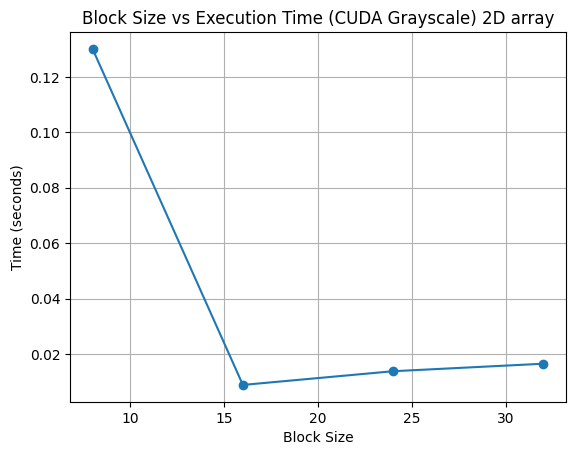 Block Size vs Execution Time (CUDA Grayscale) 2D array
Time (seconds)
0.12
0.10
0.08
0.06
0.04
0.02
10 15 20 25 30
Block Size